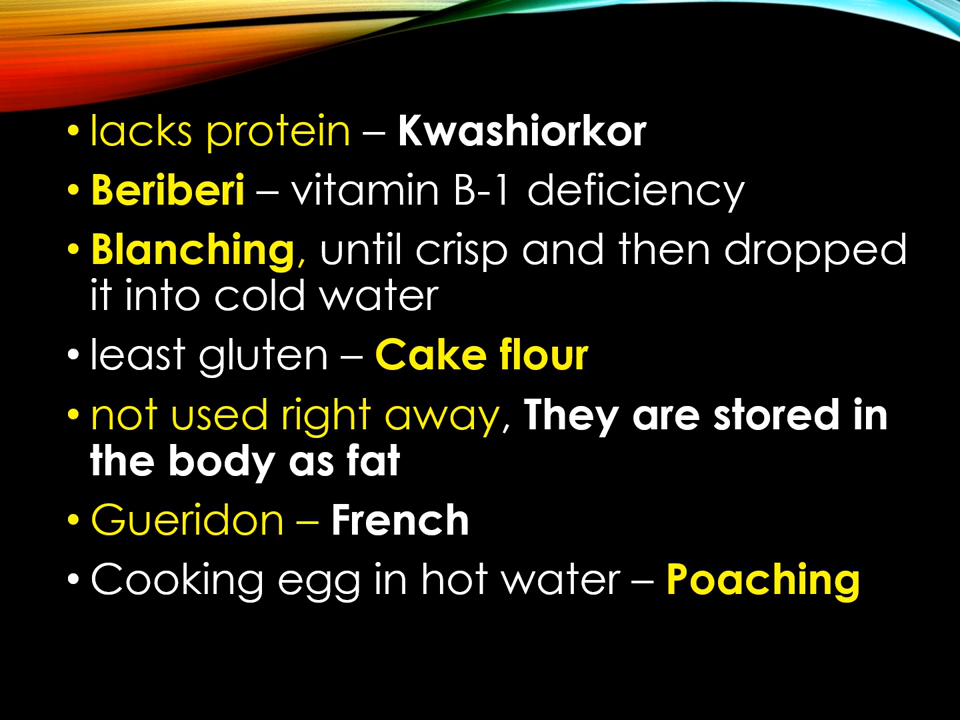 • lacks protein – Kwashiorkor
• Beriberi – vitamin B-1 deficiency
• Blanching, until crisp and then dropped
it into cold water
• least gluten – Cake flour
• not used right away, They are stored in
the body as fat
• Gueridon – French
• Cooking egg in hot water – Poaching